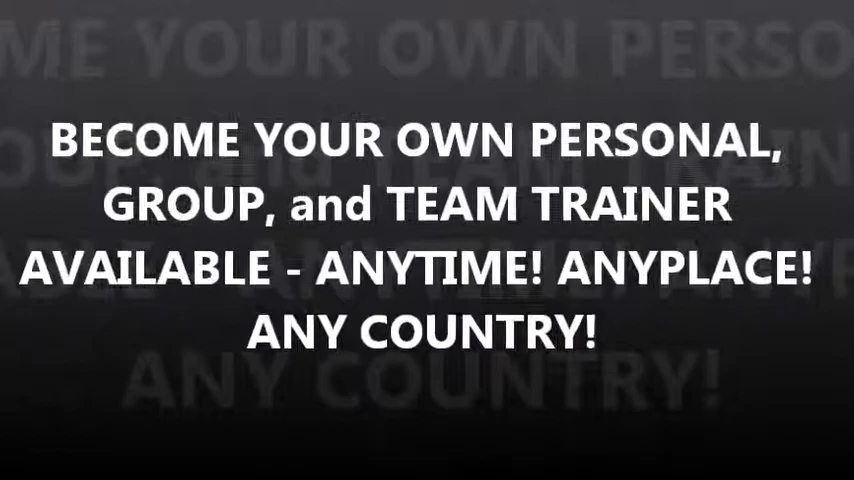 BECOME YOUR OWN PERSONAL,
GROUP, and TEAM TRAINER
AVAILABLE - ANYTIME! ANYPLACE!
ANY COUNTRY!